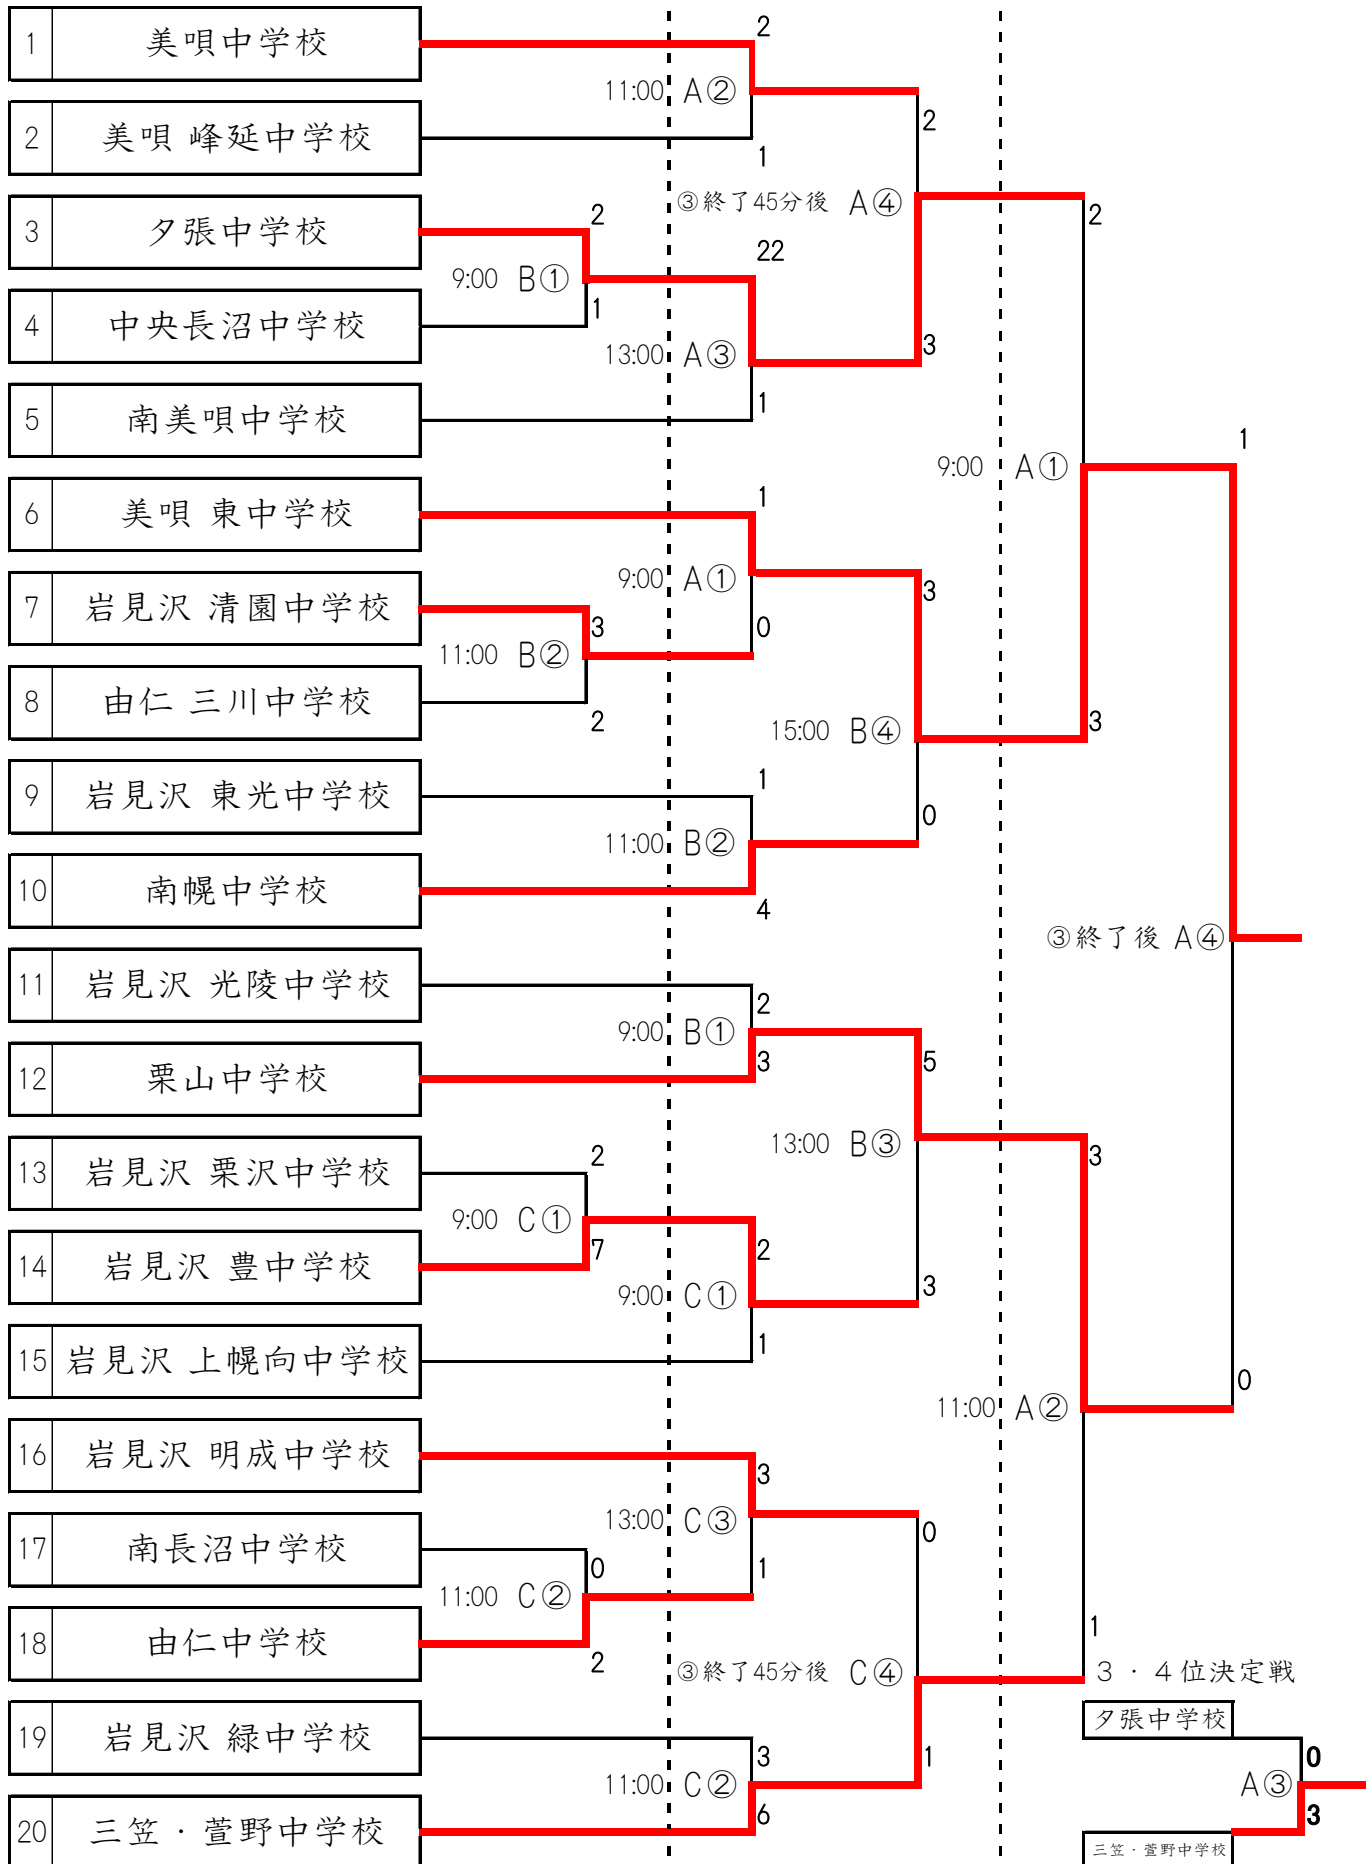 1 美唄中学校
2
11:00 A②
2
2 美唄 峰延中学校
1
③終了45分後 A④
2
3 夕張中学校
2
22
9:00 B①
1
4 中央長沼中学校
3
13:00 A③
1
5 南美唄中学校
1
9:00 A①
6 美唄 東中学校
1
9:00 A①
3
7 岩見沢 清園中学校
3
0
11:00 B②
8 由仁 三川中学校
2
3
15:00 B④
9 岩見沢 東光中学校
1
0
11:00 B②
10 南幌中学校
4
③終了後 A④
11 岩見沢 光陵中学校
2
9:00 B①
3
5
12 栗山中学校
13:00 B③
3
13 岩見沢 栗沢中学校
2
9:00 C①
7
2
14 岩見沢 豊中学校
3
9:00 C①
1
15 岩見沢 上幌向中学校
0
11:00 A②
16 岩見沢 明成中学校
3
13:00 C③
0
17 南長沼中学校
0
1
11:00 C②
18 由仁中学校
2
1
③終了45分後 C④
3・4位決定戦
19 岩見沢 緑中学校
夕張中学校
3
1
0
11:00 C②
A③
6
3
20 三笠・萱野中学校
三笠・萱野中学校